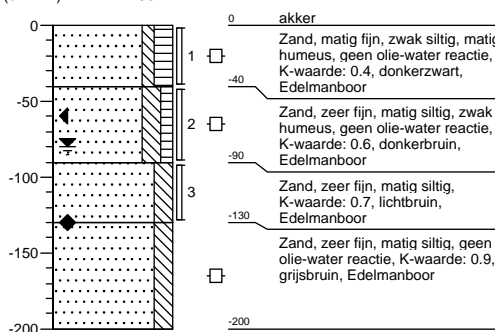 0
akker
0
Zand, matig fijn, zwak siltig, matig
humeus, geen olie-water reactie,
K-waarde: 0.4, donkerzwart,
Edelmanboor
1
-40
-50
Zand, zeer fijn, matig siltig, zwak
humeus, geen olie-water reactie,
K-waarde: 0.6, donkerbruin,
Edelmanboor
2
-90
-100
Zand, zeer fijn, matig siltig,
K-waarde: 0.7, lichtbruin,
Edelmanboor
3
-130
Zand, zeer fijn, matig siltig, geen
olie-water reactie, K-waarde: 0.9,
grijsbruin, Edelmanboor
-150
-200
-200